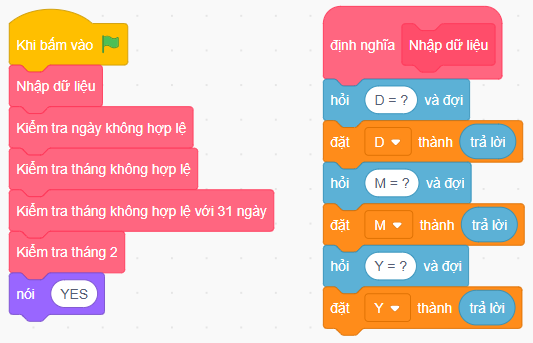 Khi bấm vào
Nhập dữ liệu
Kiểm tra ngày không hợp lệ
Kiểm tra tháng không hợp lệ
Kiểm tra tháng không hợp lệ với 31 ngày
Kiểm tra tháng 2
nói YES
định nghĩa Nhập dữ liệu
hỏi D = ? và đợi
đặt D thành trả lời
hỏi M = ? và đợi
đặt M thành trả lời
hỏi Y = ? và đợi
đặt Y thành trả lời